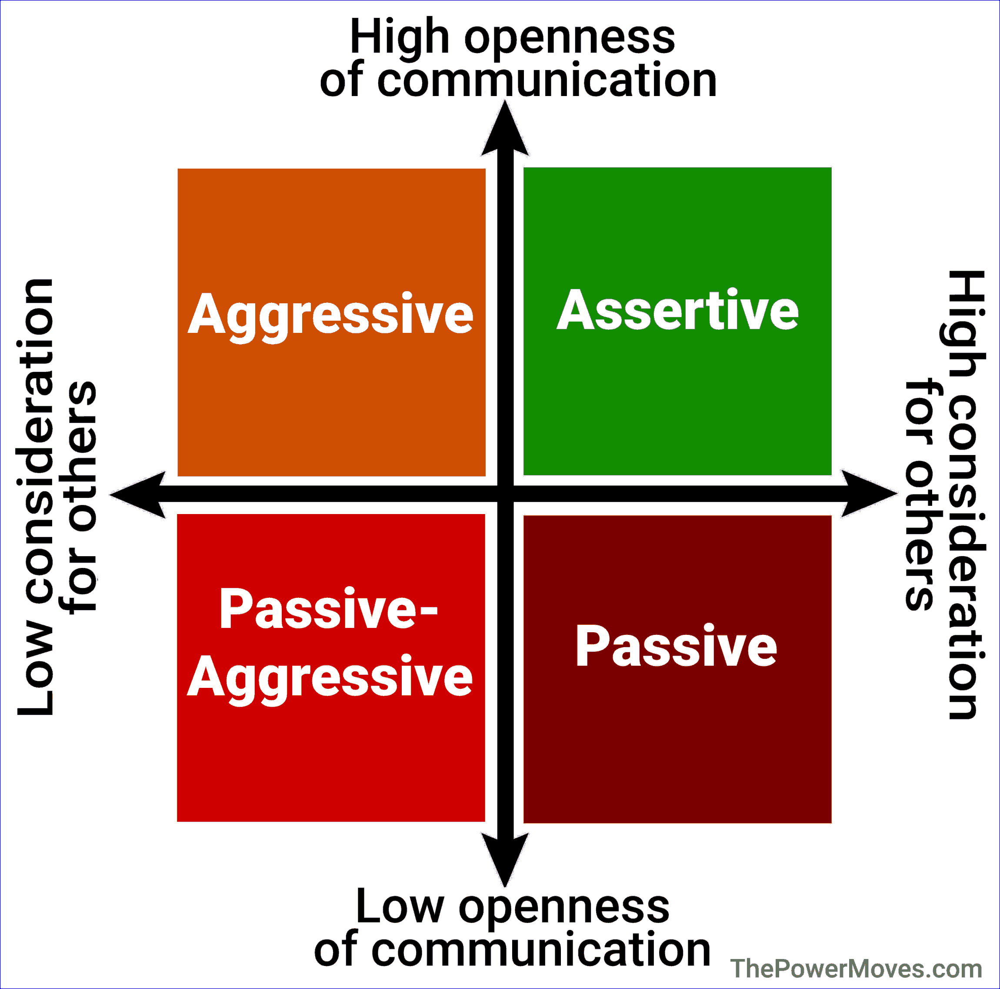 High openness
of communication
Low consideration
for others
Aggressive
Assertive
High consideration
for others
Passive-
Aggressive
Passive
Low openness
of communication
ThePowerMoves.com